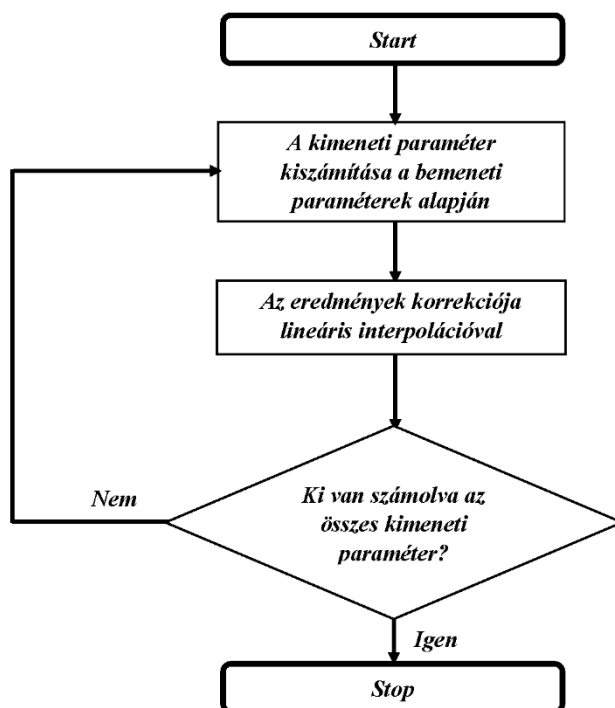 Start
A kimeneti paraméter
kiszámítása a bemeneti
paraméterek alapján
Az eredmények korrekciója
lineáris interpolációval
Nem
Ki van számolva az
összes kimeneti
paraméter?
Igen
Stop